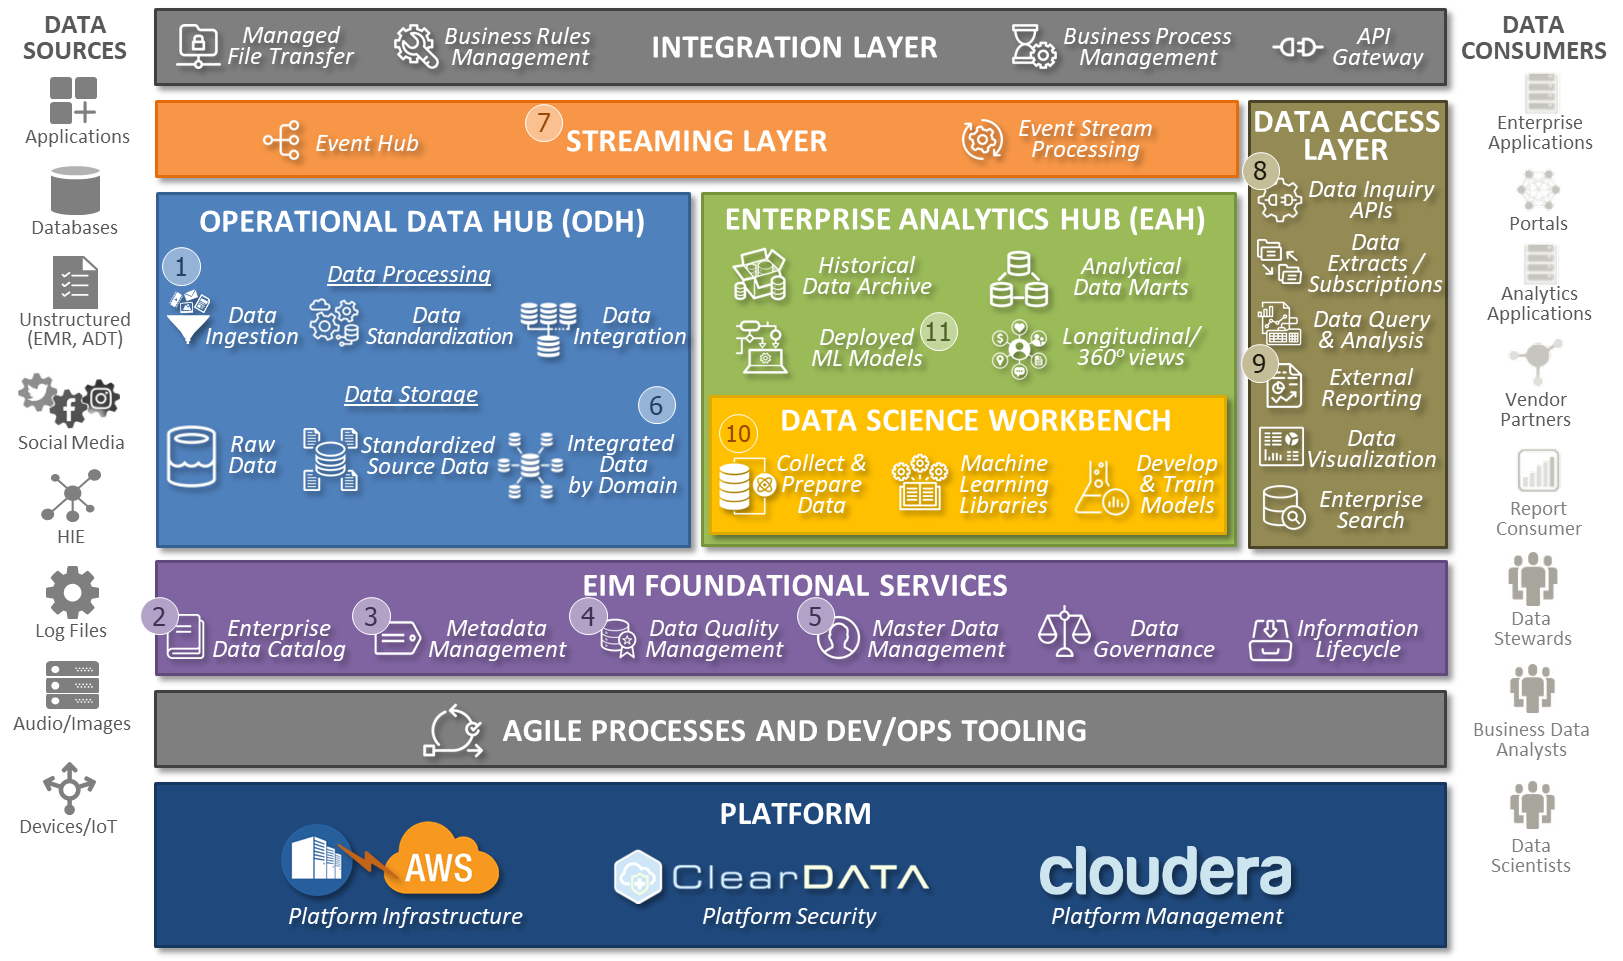 DATA
SOURCES
Applications
Databases
Unstructured
(EMR, ADT)
Social Media
HIE
Log Files
Audio/Images
Devices/IoT
Managed
File Transfer
Business Rules
Management
INTEGRATION LAYER
Business Process
Management
API
Gateway
Event Hub
7
STREAMING LAYER
Event Stream
Processing
OPERATIONAL DATA HUB (ODH)
1
Data Processing
Data
Ingestion
Data
Standardization
Data
Integration
Data Storage
6
Raw
Data
Standardized
Source Data
Integrated
Data
by Domain
ENTERPRISE ANALYTICS HUB (EAH)
Historical
Data Archive
Analytical
Data Marts
Deployed
ML Models
11
Longitudinal/
360º views
DATA SCIENCE WORKBENCH
10
Collect &
Prepare
Data
Machine
Learning
Libraries
Develop
& Train
Models
DATA ACCESS
LAYER
8
Data Inquiry
APIs
Data
Extracts /
Subscriptions
Data Query
& Analysis
9
External
Reporting
Data
Visualization
Enterprise
Search
EIM FOUNDATIONAL SERVICES
2
Enterprise
Data Catalog
3
Metadata
Management
4
Data Quality
Management
5
Master Data
Management
Data
Governance
Information
Lifecycle
AGILE PROCESSES AND DEV/OPS TOOLING
PLATFORM
AWS
Platform Infrastructure
ClearDATA
Platform Security
cloudera
Platform Management
DATA
CONSUMERS
Enterprise
Applications
Portals
Analytics
Applications
Vendor
Partners
Report
Consumer
Data
Stewards
Business Data
Analysts
Data
Scientists